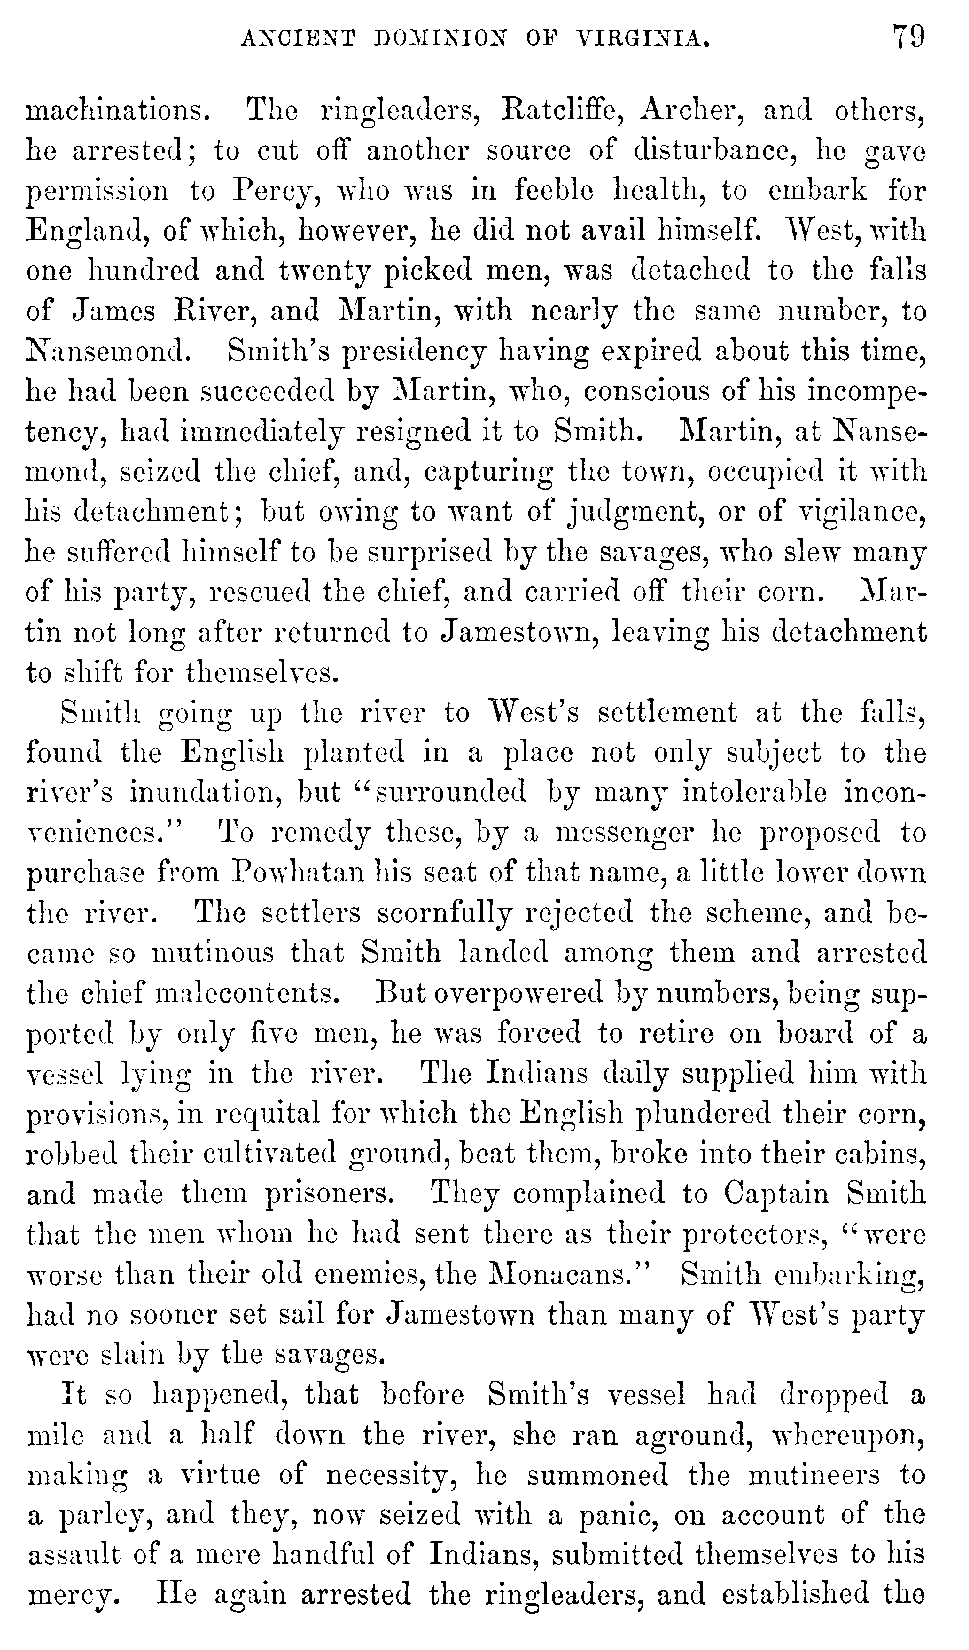 ANCIENT DOMINION OF VIRGINIA. 79
machinations. The ringleaders, Ratcliffe, Archer, and others,
he arrested; to cut off another source of disturbance, he gave
permission to Percy, who was in feeble health, to embark for
England, of which, however, he did not avail himself. West, with
one hundred and twenty picked men, was detached to the falls
of James River, and Martin, with nearly the same number, to
Nansemond. Smith's presidency having expired about this time,
he had been succeeded by Martin, who, conscious of his incompe-
tency, had immediately resigned it to Smith. Martin, at Nanse-
mond, seized the chief, and, capturing the town, occupied it with
his detachment; but owing to want of judgment, or of vigilance,
he suffered himself to be surprised by the savages, who slew many
of his party, rescued the chief, and carried off their corn. Mar-
tin not long after returned to Jamestown, leaving his detachment
to shift for themselves.
Smith going up the river to West's settlement at the falls,
found the English planted in a place not only subject to the
river's inundation, but "surrounded by many intolerable incon-
veniences." To remedy these, by a messenger he proposed to
purchase from Powhatan his seat of that name, a little lower down
the river. The settlers scornfully rejected the scheme, and be-
came so mutinous that Smith landed among them and arrested
the chief malecontents. But overpowered by numbers, being sup-
ported by only five men, he was forced to retire on board of a
vessel lying in the river. The Indians daily supplied him with
provisions, in requital for which the English plundered their corn,
robbed their cultivated ground, beat them, broke into their cabins,
and made them prisoners. They complained to Captain Smith
that the men whom he had sent there as their protectors, "were
worse than their old enemies, the Monacans." Smith embarking,
had no sooner set sail for Jamestown than many of West's party
were slain by the savages.
It so happened, that before Smith's vessel had dropped a
mile and a half down the river, she ran aground, whereupon,
making a virtue of necessity, he summoned the mutineers to
a parley, and they, now seized with a panic, on account of the
assault of a mere handful of Indians, submitted themselves to his
mercy. He again arrested the ringleaders, and established the